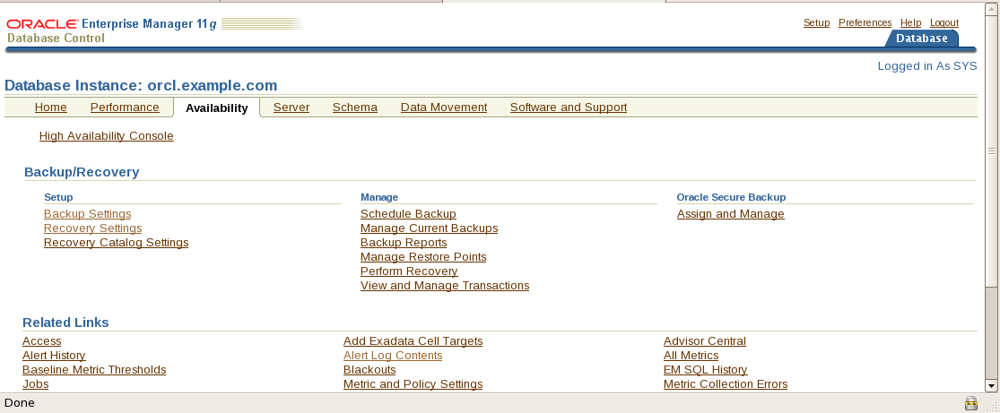 ORACLE Enterprise Manager 11g
Database Control
Setup Preferences Help Logout
Database
Logged in As SYS
Database Instance: orcl.example.com
Home Performance Availability Server Schema Data Movement Software and Support
High Availability Console
Backup/Recovery
Setup Manage Oracle Secure Backup
Backup Settings Schedule Backup Assign and Manage
Recovery Settings Manage Current Backups
Recovery Catalog Settings Backup Reports
Manage Restore Points
Perform Recovery
View and Manage Transactions
Related Links
Access Add Exadata Cell Targets Advisor Central
Alert History Alert Log Contents All Metrics
Baseline Metric Thresholds Blackouts EM SQL History
Jobs Metric and Policy Settings Metric Collection Errors
Done